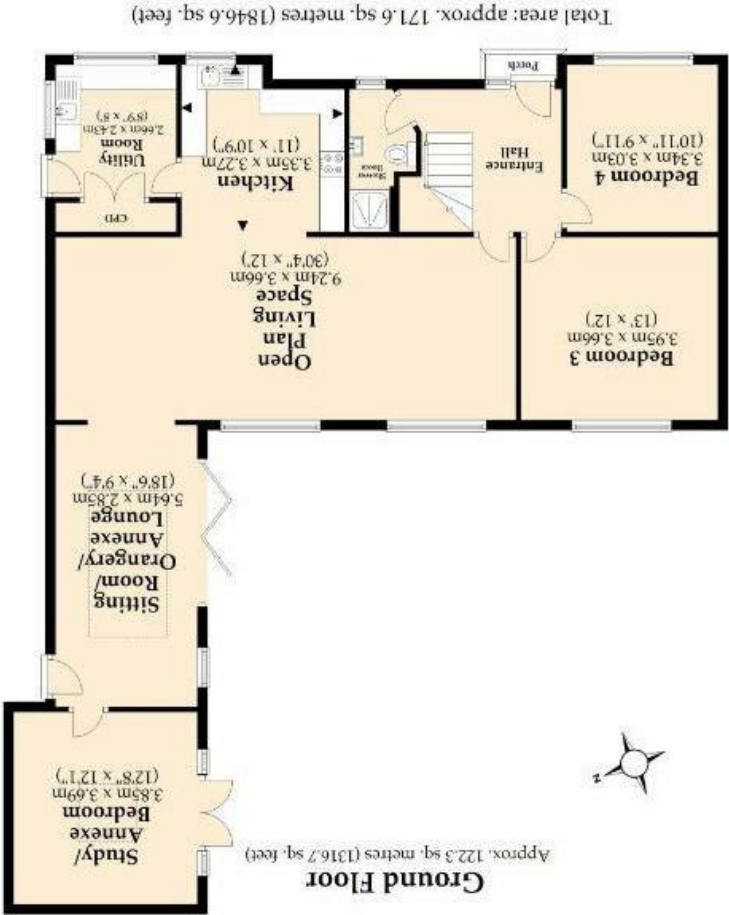 Ground Floor
Approx. 122.3 sq. metres (1316.7 sq. feet)
Study/
Annexe
Bedroom
3.85m x 3.69m
(12'8" x 12'1")
Sitting
Room/
Orangery/
Annexe
Lounge
5.64m x 2.85m
(18'6" x 9'4")
Bedroom 3
3.95m x 3.66m
(13' x 12')
Open
Plan
Living
Space
9.24m x 3.66m
(30'4" x 12')
Bedroom 4
3.34m x 3.03m
(10'11" x 9'11")
Entrance
Hall
Shower
Room
Kitchen
3.35m x 3.27m
(11' x 10'9")
CPD
Utility
Room
2.66m x 2.43m
(8'9" x 8')
Porch
Total area: approx. 171.6 sq. metres (1846.6 sq. feet)
N